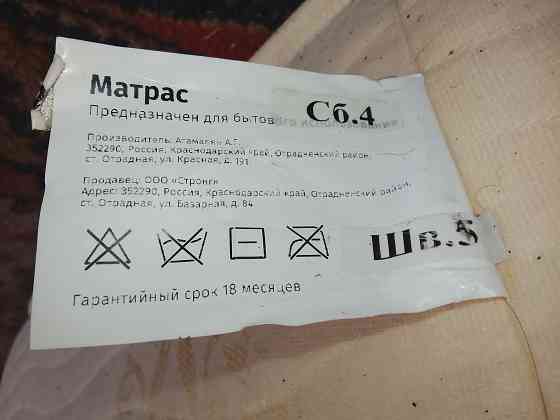 Матрас
Предназначен для бытового использования
Сб.4
Производитель: Агамалян А.Г.
352290, Россия, Краснодарский край, Отрадненский район,
ст. Отрадная, ул. Красная, д. 191
Продавец: ООО «Стронг»
Адрес: 352290, Россия, Краснодарский край, Отрадненский район,
ст. Отрадная, ул. Базарная, д. 84
Шв.5
Гарантийный срок 18 месяцев